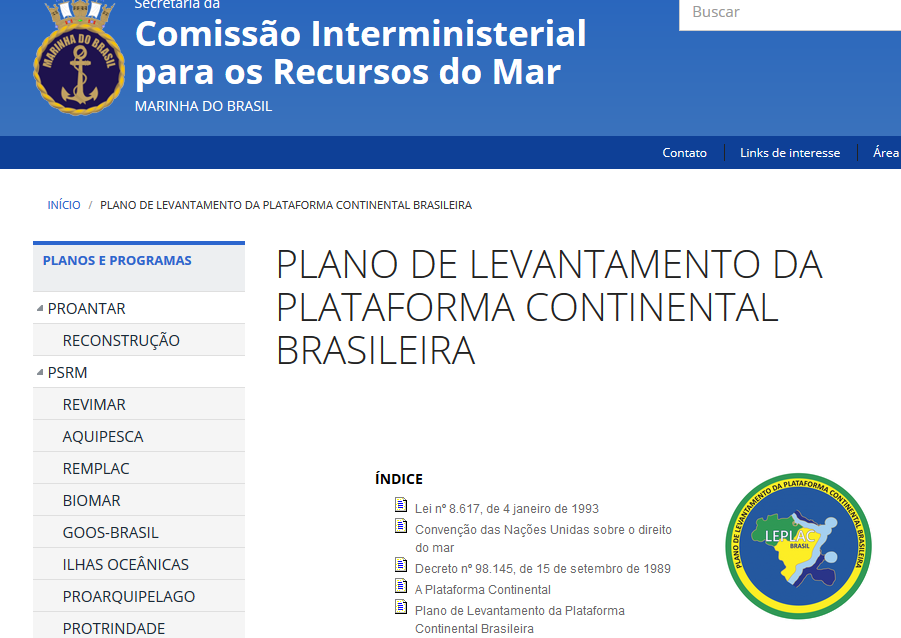 Secretaria da
Comissão Interministerial
para os Recursos do Mar
MARINHA DO BRASIL
MARINHA DO BRASIL
Buscar
Contato
Links de interesse
Área
INÍCIO / PLANO DE LEVANTAMENTO DA PLATAFORMA CONTINENTAL BRASILEIRA
PLANOS E PROGRAMAS
PROANTAR
RECONSTRUÇÃO
PSRM
REVIMAR
AQUIPESCA
REMPLAC
BIOMAR
GOOS-BRASIL
ILHAS OCEÂNICAS
PROARQUIPELAGO
PROTRINDADE
PLANO DE LEVANTAMENTO DA
PLATAFORMA CONTINENTAL
BRASILEIRA
ÍNDICE
Lei nº 8.617, de 4 janeiro de 1993
Convenção das Nações Unidas sobre o direito
do mar
Decreto nº 98.145, de 15 de setembro de 1989
A Plataforma Continental
Plano de Levantamento da Plataforma
Continental Brasileira
PLANO DE LEVANTAMENTO DA PLATAFORMA CONTINENTAL BRASILEIRA
LEPLAC
BRASIL